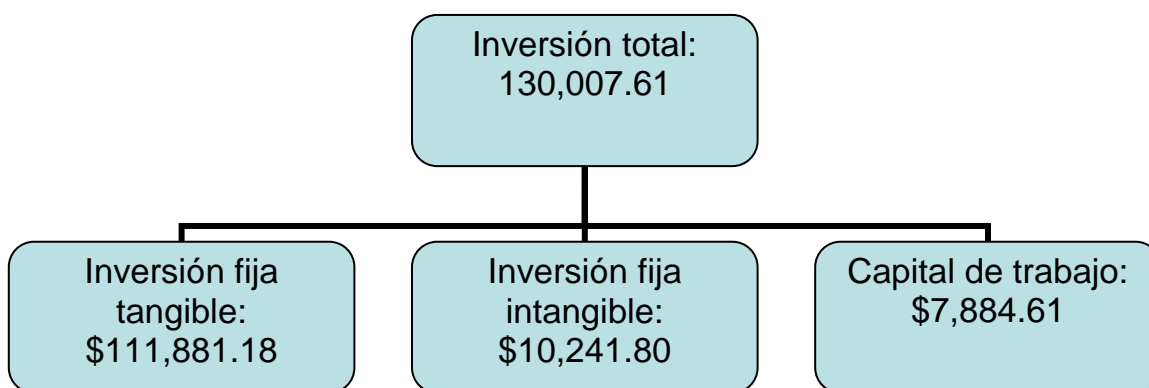 Inversión total:
130,007.61
Inversión fija
tangible:
$111,881.18
Inversión fija
intangible:
$10,241.80
Capital de trabajo:
$7,884.61